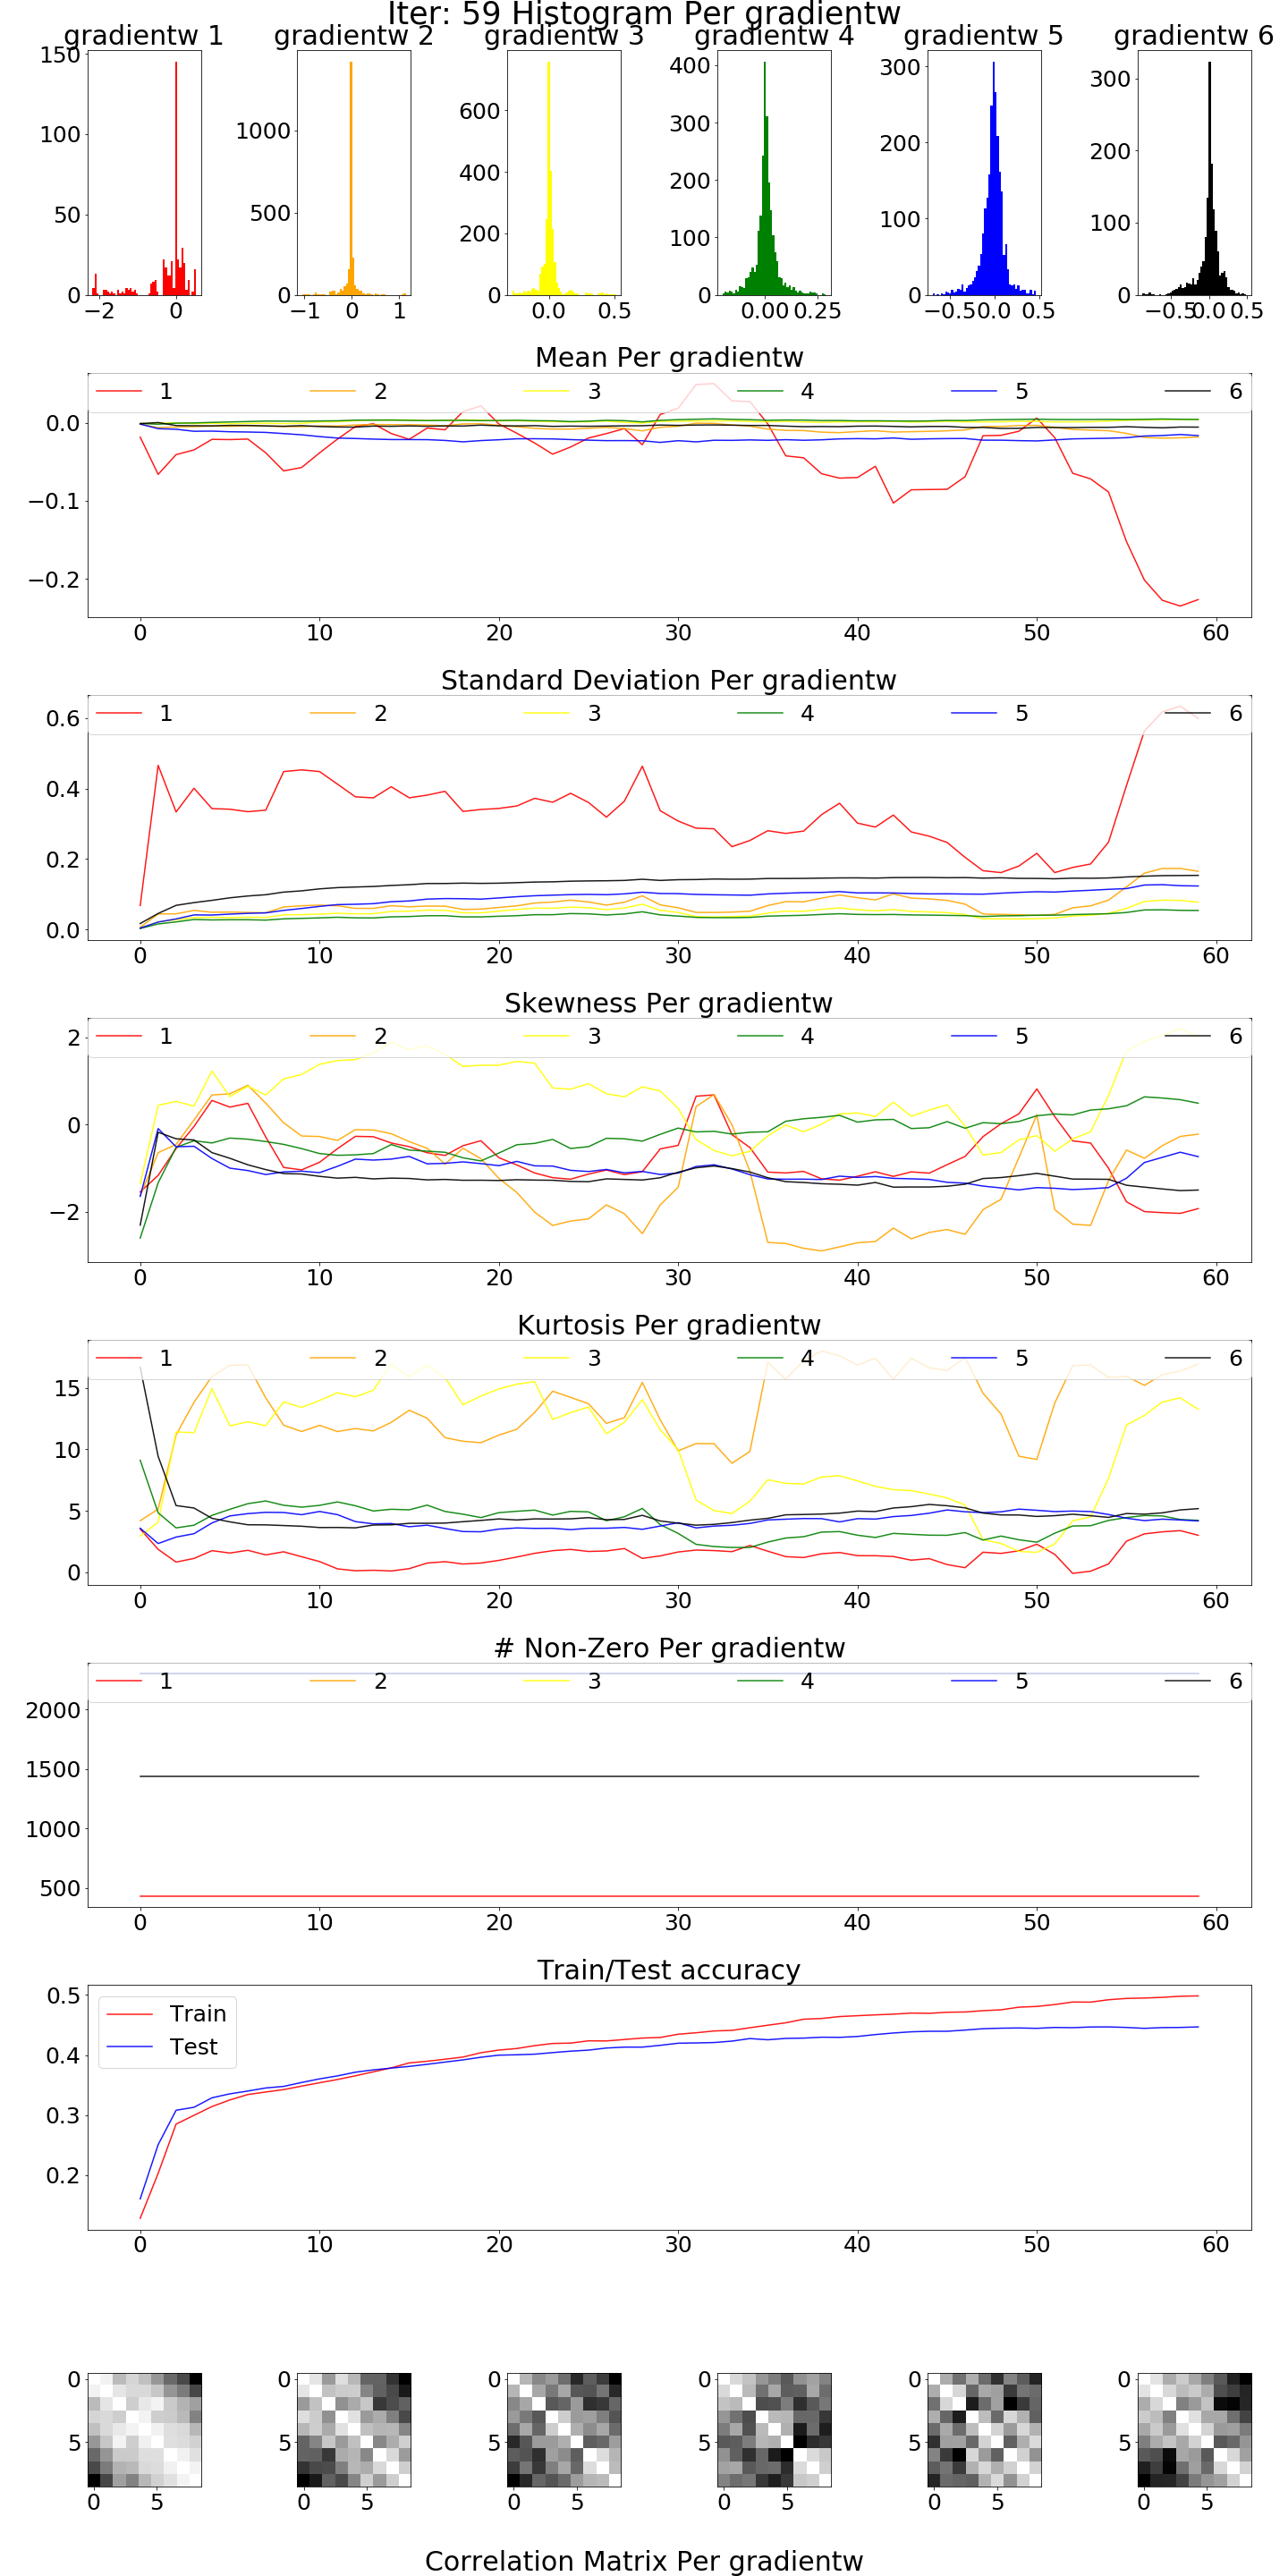 Iter: 59 Histogram Per gradientw
gradientw 1 gradientw 2 gradientw 3 gradientw 4 gradientw 5 gradientw 6
150
100
50
0
−2 0
1000
500
0
−1 0 1
600
400
200
0
0.0 0.5
400
300
200
100
0
0.00 0.25
300
200
100
0
−0.5 0.0 0.5
300
200
100
0
−0.5 0.0 0.5
Mean Per gradientw
1 2 3 4 5 6
0.0
−0.1
−0.2
0 10 20 30 40 50 60
Standard Deviation Per gradientw
1 2 3 4 5 6
0.6
0.4
0.2
0.0
0 10 20 30 40 50 60
Skewness Per gradientw
1 2 3 4 5 6
2
0
−2
0 10 20 30 40 50 60
Kurtosis Per gradientw
1 2 3 4 5 6
15
10
5
0
0 10 20 30 40 50 60
# Non-Zero Per gradientw
1 2 3 4 5 6
2000
1500
1000
500
0 10 20 30 40 50 60
Train/Test accuracy
Train
Test
0.5
0.4
0.3
0.2
0 10 20 30 40 50 60
0 0 0 0 0 0
5 5 5 5 5 5
0 5 0 5 0 5 0 5 0 5 0 5
Correlation Matrix Per gradientw